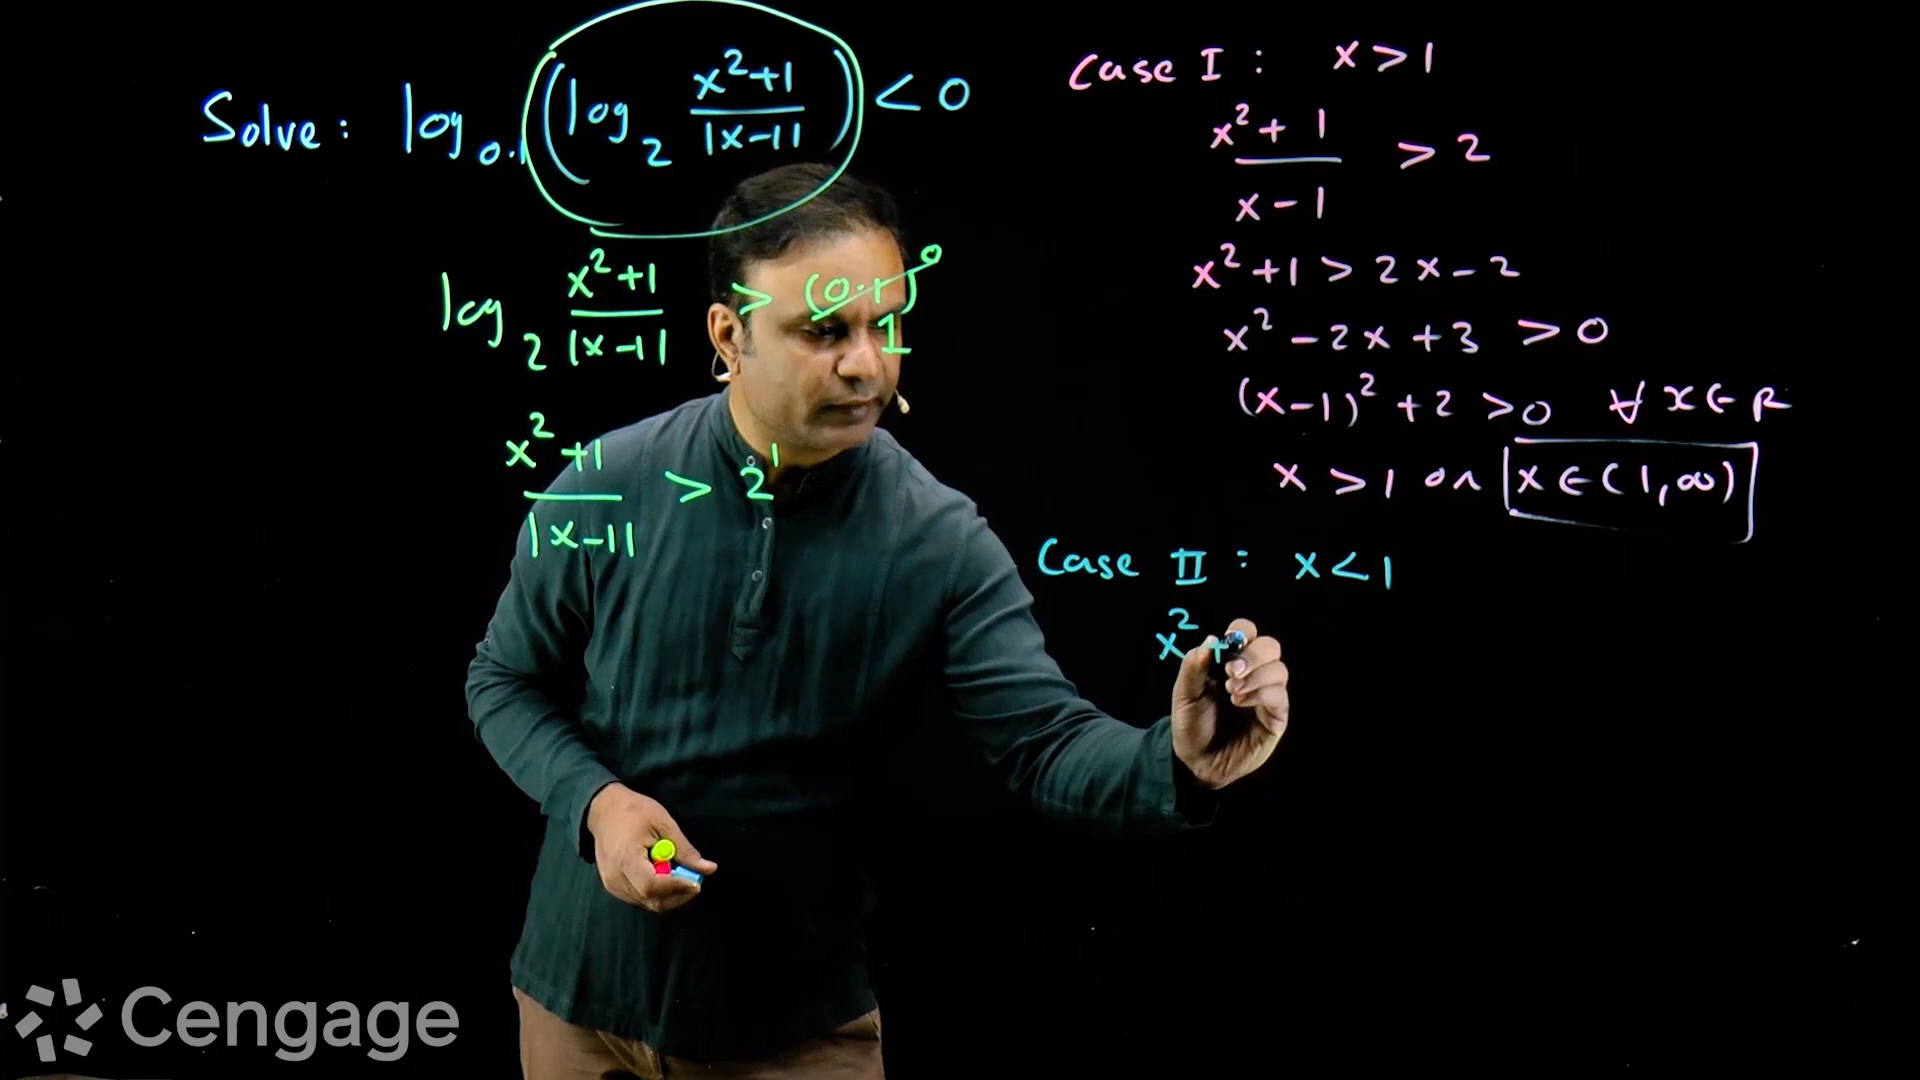 Solve: log₀.₁ (log₂ (x²+1)/|x-1|) < 0
log₂ (x²+1)/|x-1| > (0.1)⁰
1
(x²+1)/|x-1| > 2¹
Case I : x > 1
(x²+1)/(x-1) > 2
x²+1 > 2x-2
x²-2x+3 > 0
(x-1)²+2 > 0 ∀ x ∈ R
x > 1 or x ∈ (1,∞)
Case II : x < 1
x² +
Cengage